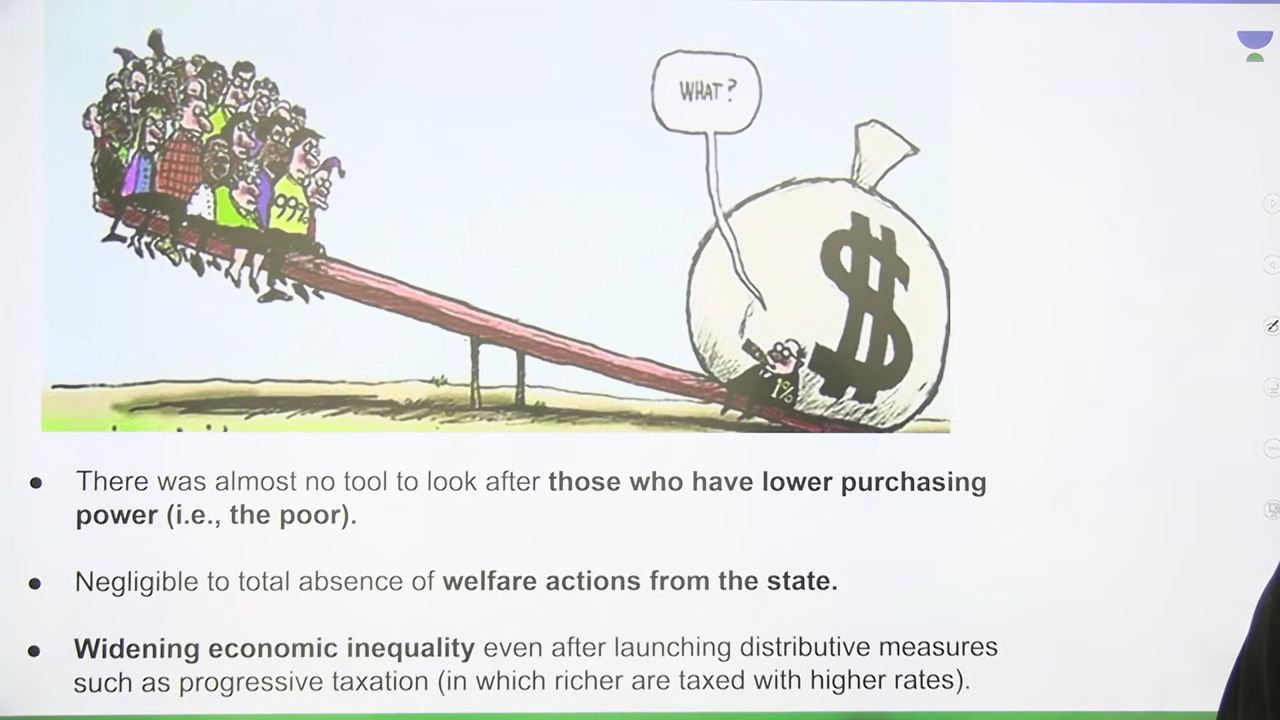 WHAT?
99%
$
1%
● There was almost no tool to look after those who have lower purchasing
power (i.e., the poor).
● Negligible to total absence of welfare actions from the state.
● Widening economic inequality even after launching distributive measures
such as progressive taxation (in which richer are taxed with higher rates).